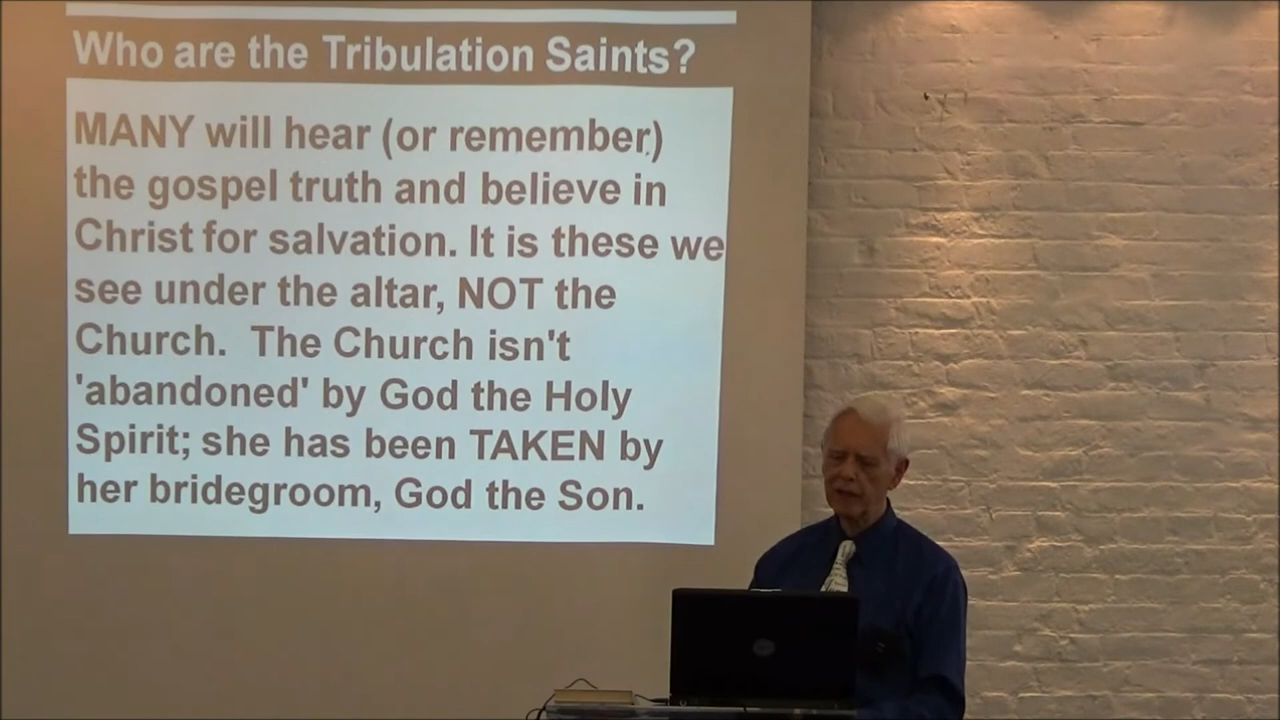 Who are the Tribulation Saints?
MANY will hear (or remember)
the gospel truth and believe in
Christ for salvation. It is these we
see under the altar, NOT the
Church. The Church isn't
'abandoned' by God the Holy
Spirit; she has been TAKEN by
her bridegroom, God the Son.